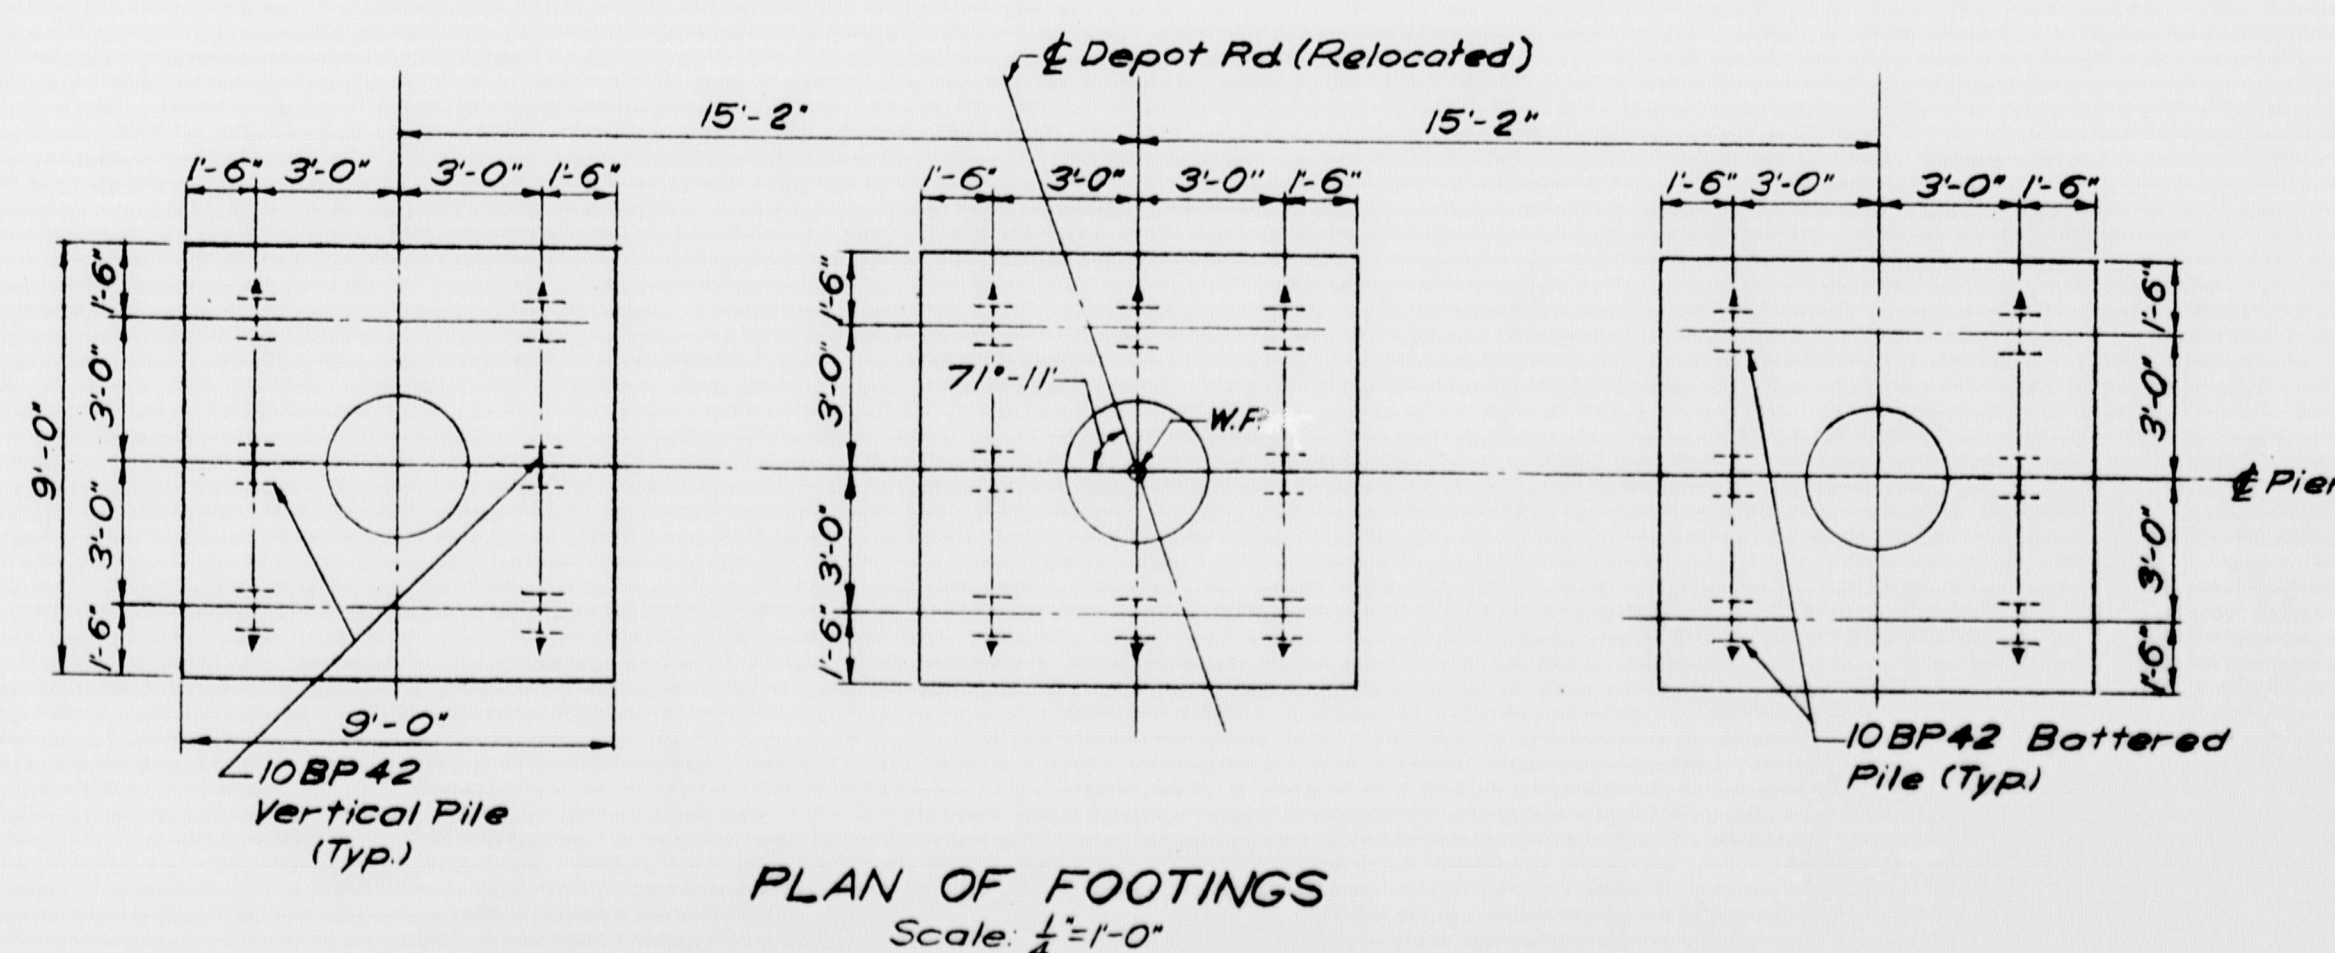 ℄ Depot Rd. (Relocated)
15'-2"
15'-2"
1'-6" 3'-0" 3'-0" 1'-6"
1'-6" 3'-0" 3'-0" 1'-6"
1'-6" 3'-0" 3'-0" 1'-6"
9'-0"
1'-6"
3'-0"
3'-0"
1'-6"
1'-6"
3'-0"
3'-0"
1'-6"
71°-11'
W.P.
1'-6"
3'-0"
3'-0"
1'-6"
℄ Pier
9'-0"
10BP42
Vertical Pile
(Typ.)
10BP42 Battered
Pile (Typ.)
PLAN OF FOOTINGS
Scale: 1/4"=1'-0"